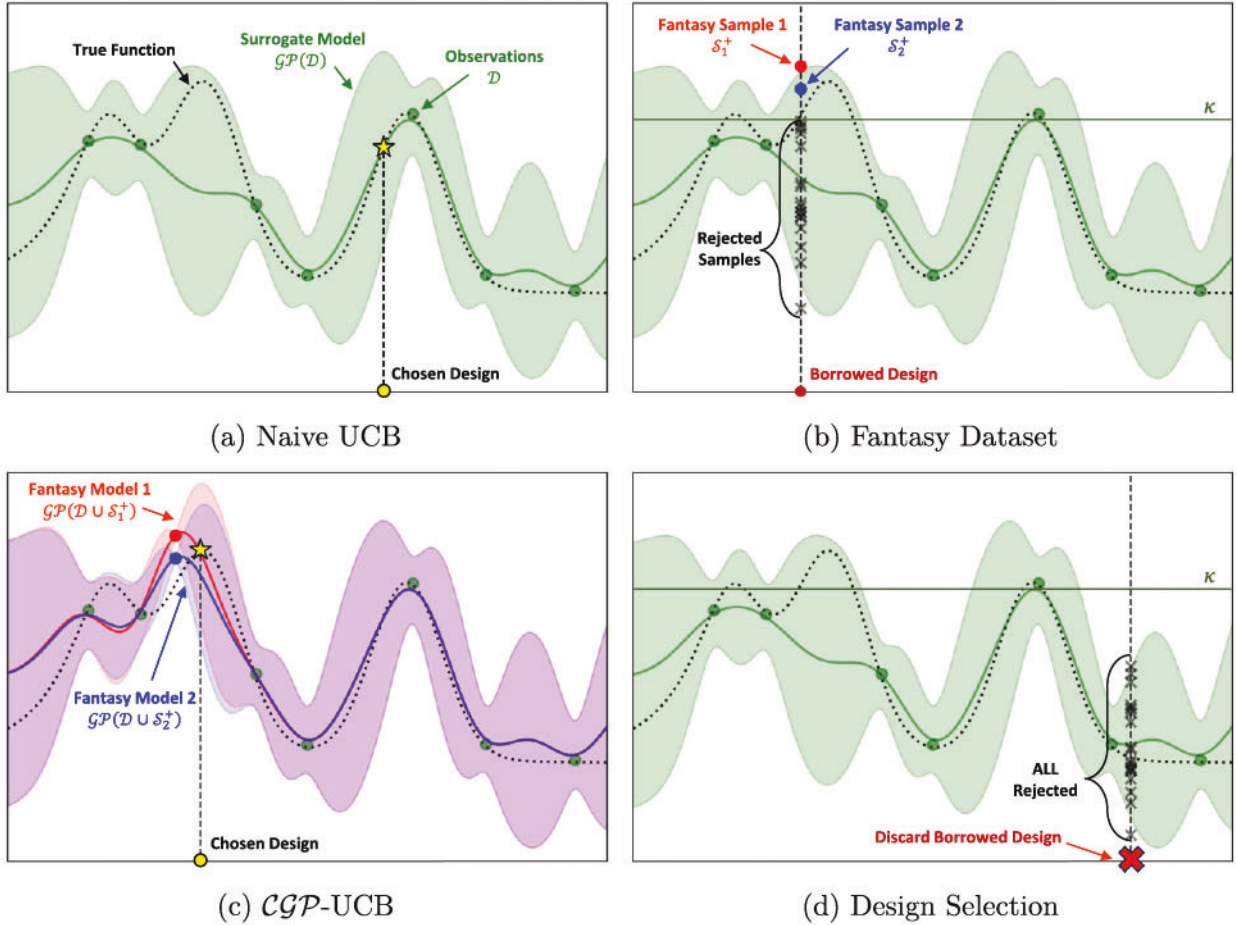 True Function
Surrogate Model
𝒢𝒫(𝒟)
Observations
𝒟
Chosen Design
(a) Naive UCB
Fantasy Sample 1
𝒮₁⁺
Fantasy Sample 2
𝒮₂⁺
κ
Rejected
Samples
Borrowed Design
(b) Fantasy Dataset
Fantasy Model 1
𝒢𝒫(𝒟 ∪ 𝒮₁⁺)
Fantasy Model 2
𝒢𝒫(𝒟 ∪ 𝒮₂⁺)
Chosen Design
(c) 𝒞𝒢𝒫-UCB
κ
ALL
Rejected
Discard Borrowed Design
(d) Design Selection